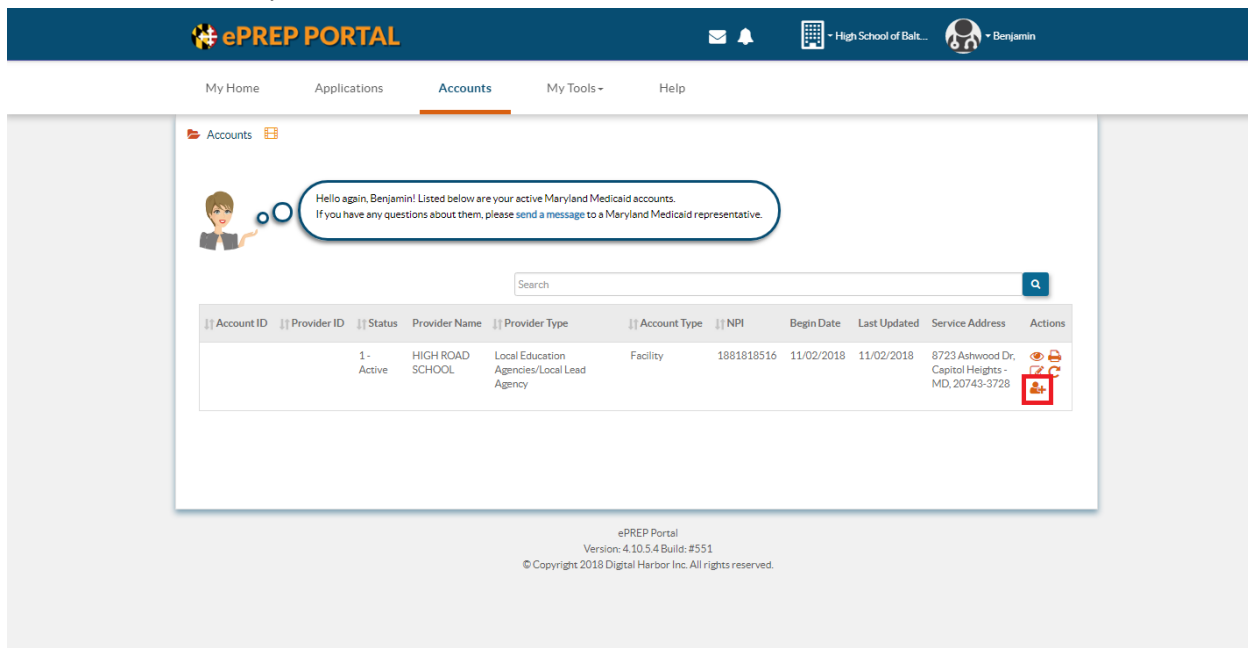 ePREP PORTAL
High School of Balt...
Benjamin
My Home Applications Accounts My Tools Help
Accounts
Hello again, Benjamin! Listed below are your active Maryland Medicaid accounts.
If you have any questions about them, please send a message to a Maryland Medicaid representative.
Search
Account ID Provider ID Status Provider Name Provider Type Account Type NPI Begin Date Last Updated Service Address Actions
1 - HIGH ROAD Local Education Facility 1881818516 11/02/2018 11/02/2018 8723 Ashwood Dr,
Active SCHOOL Agencies/Local Lead Capitol Heights -
Agency MD, 20743-3728
ePREP Portal
Version: 4.10.5.4 Build: #551
© Copyright 2018 Digital Harbor Inc. All rights reserved.